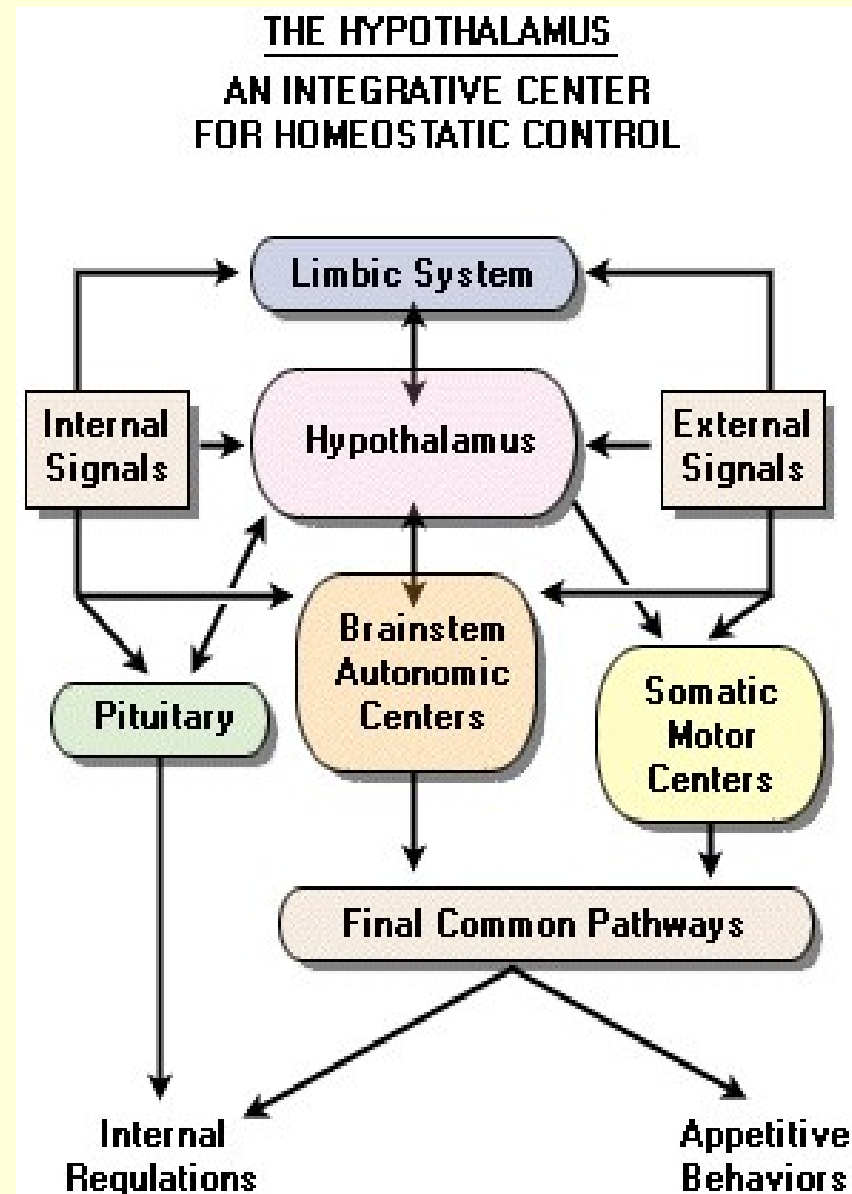 THE HYPOTHALAMUS
AN INTEGRATIVE CENTER
FOR HOMEOSTATIC CONTROL
Limbic System
Internal
Signals
Hypothalamus
External
Signals
Brainstem
Autonomic
Centers
Pituitary
Somatic
Motor
Centers
Final Common Pathways
Internal
Regulations
Appetitive
Behaviors